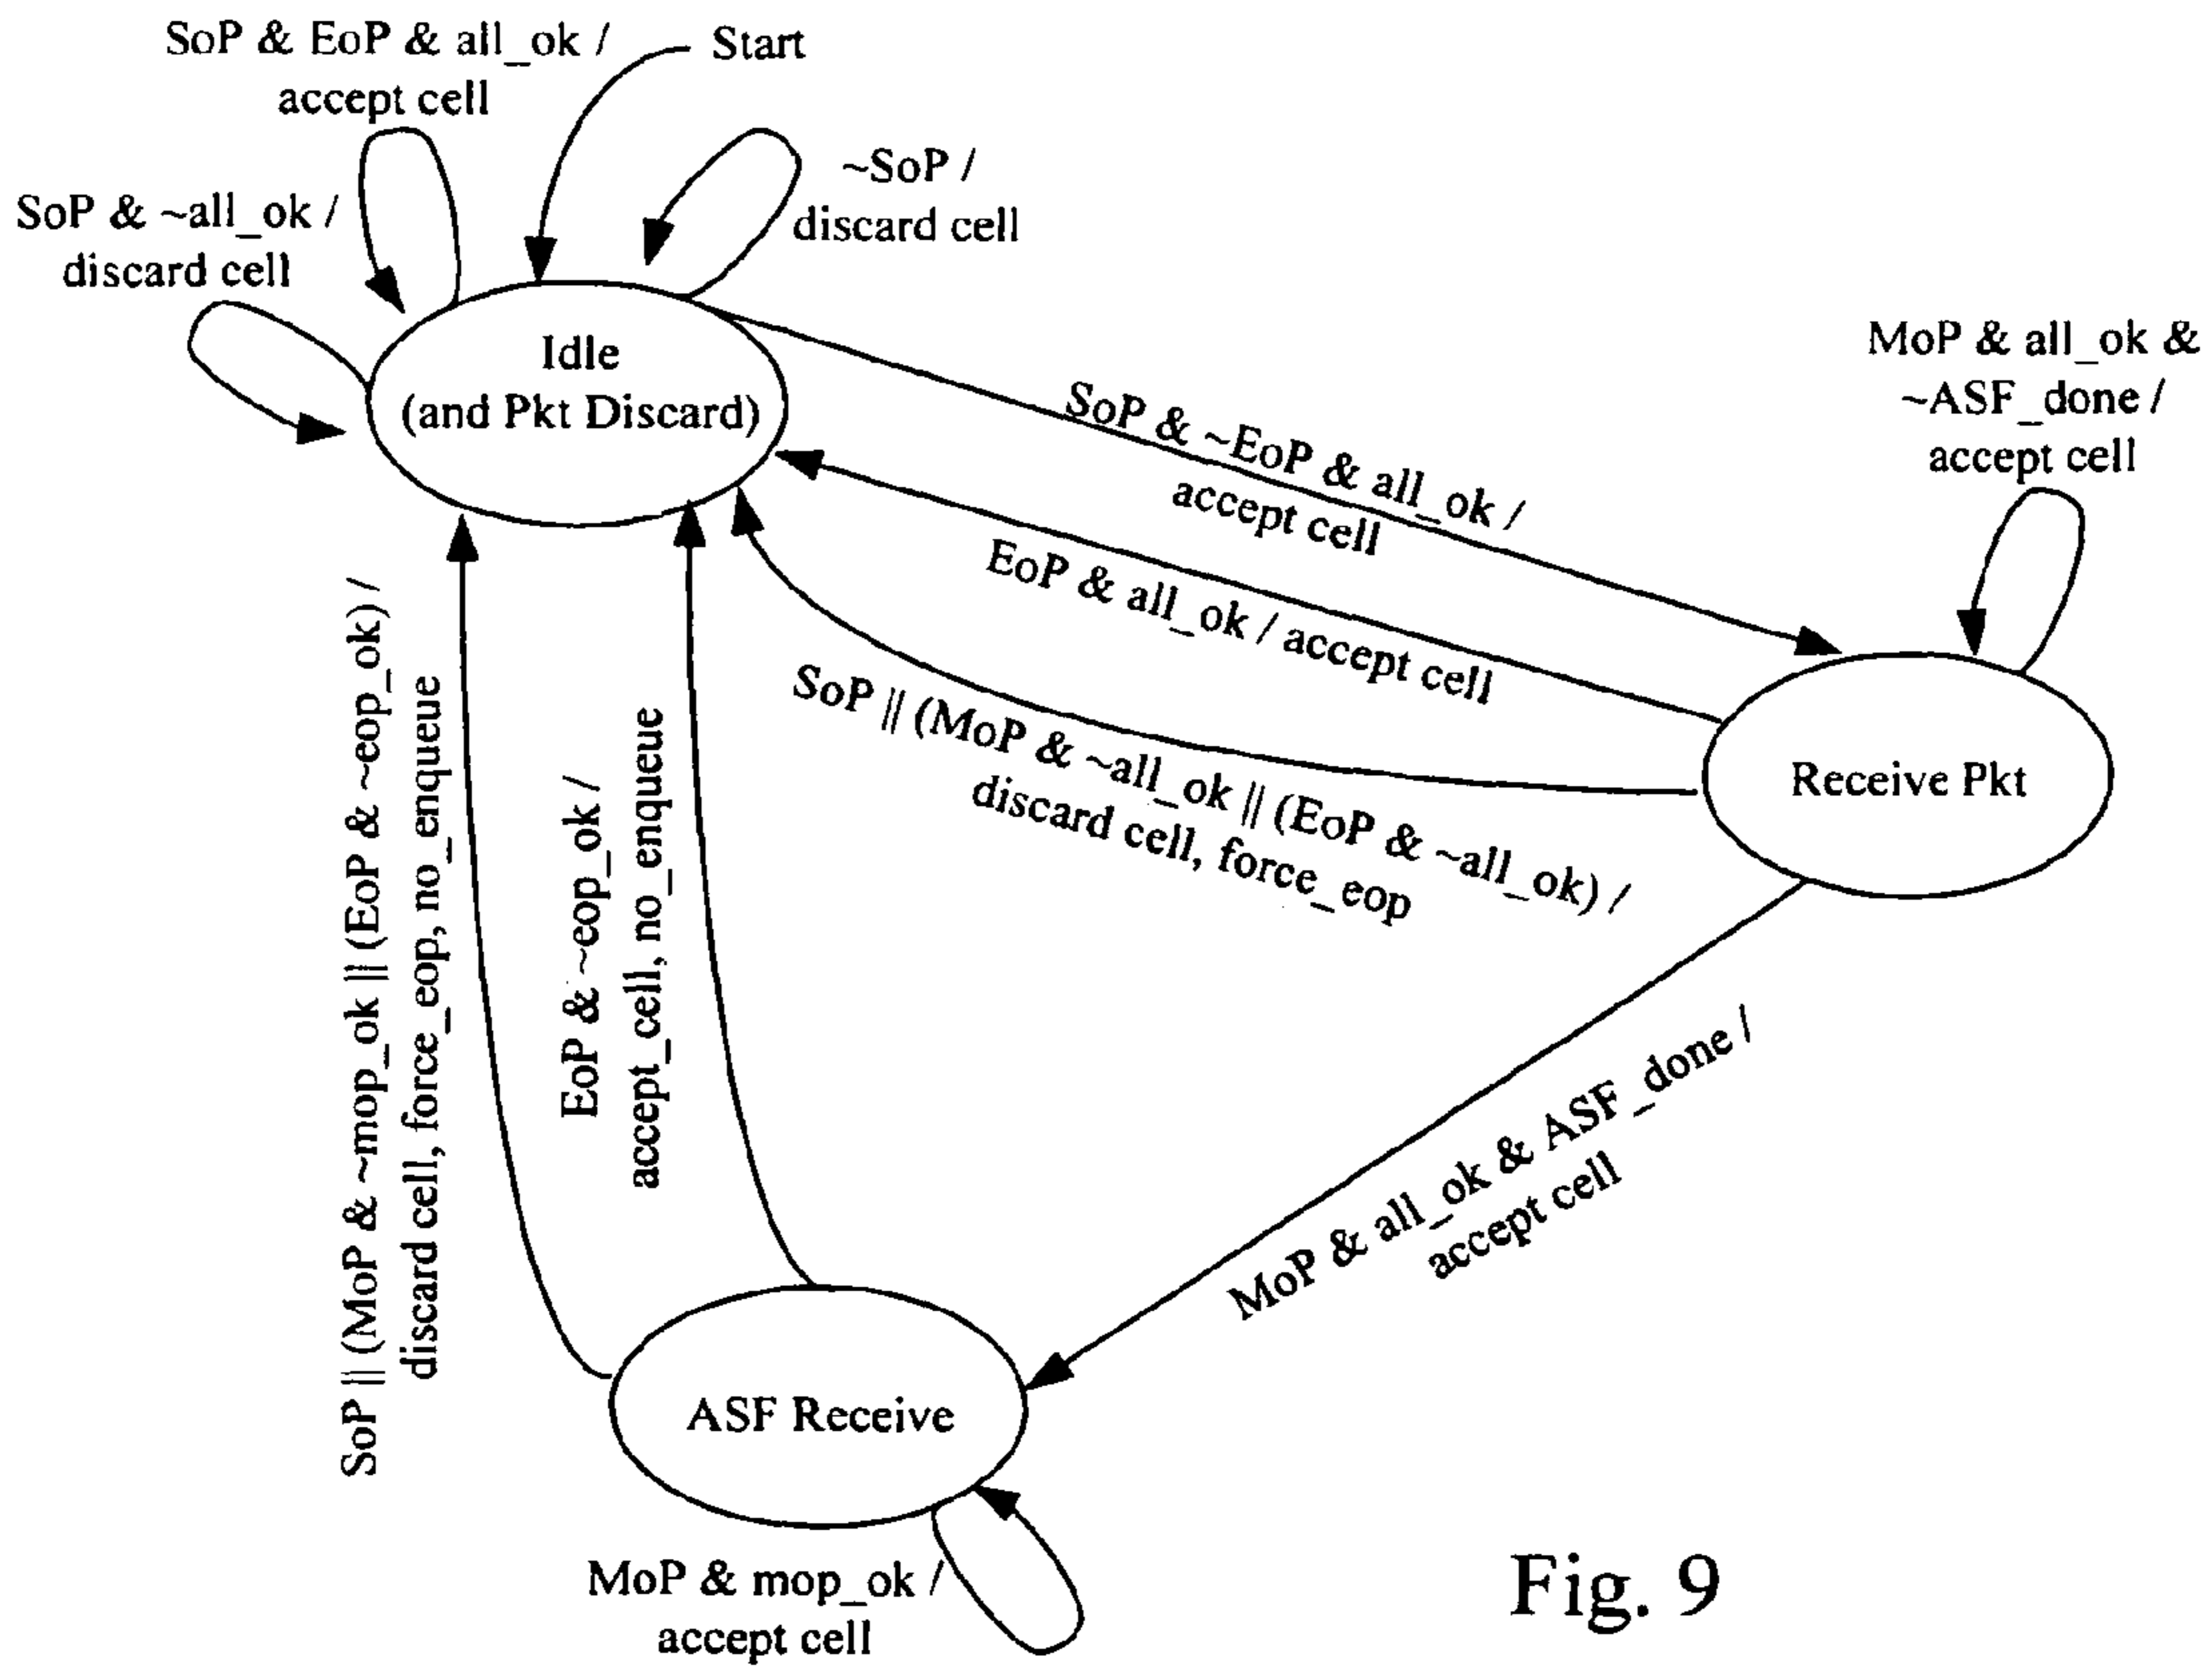 SoP & EoP & all_ok /
accept cell
Start
~SoP /
discard cell
SoP & ~all_ok /
discard cell
Idle
(and Pkt Discard)
MoP & all_ok &
~ASF_done /
accept cell
SoP & ~EoP & all_ok /
accept cell
EoP & all_ok / accept cell
SoP || (MoP & ~all_ok || (EoP & ~all_ok) /
discard cell, force_eop
Receive Pkt
SoP || (MoP & ~mop_ok || (EoP & ~eop_ok) /
discard cell, force_eop, no_enqueue
EoP & ~eop_ok /
accept_cell, no_enqueue
MoP & all_ok & ASF_done /
accept cell
ASF Receive
MoP & mop_ok /
accept cell
Fig. 9